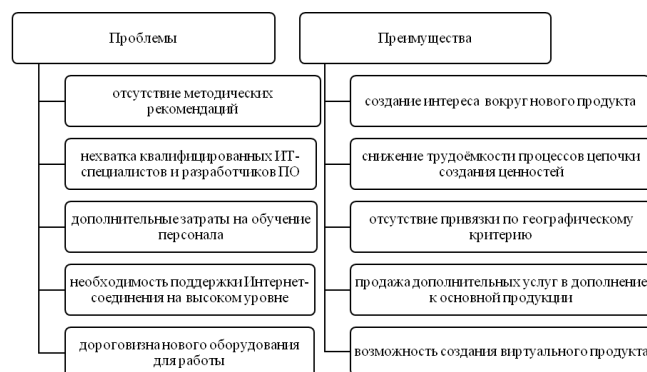 Проблемы
отсутствие методических
рекомендаций
нехватка квалифицированных ИТ-
специалистов и разработчиков ПО
дополнительные затраты на обучение
персонала
необходимость поддержки Интернет-
соединения на высоком уровне
дороговизна нового оборудования
для работы
Преимущества
создание интереса вокруг нового продукта
снижение трудоёмкости процессов цепочки
создания ценностей
отсутствие привязки по географическому
критерию
продажа дополнительных услуг в дополнение
к основной продукции
возможность создания виртуального продукта